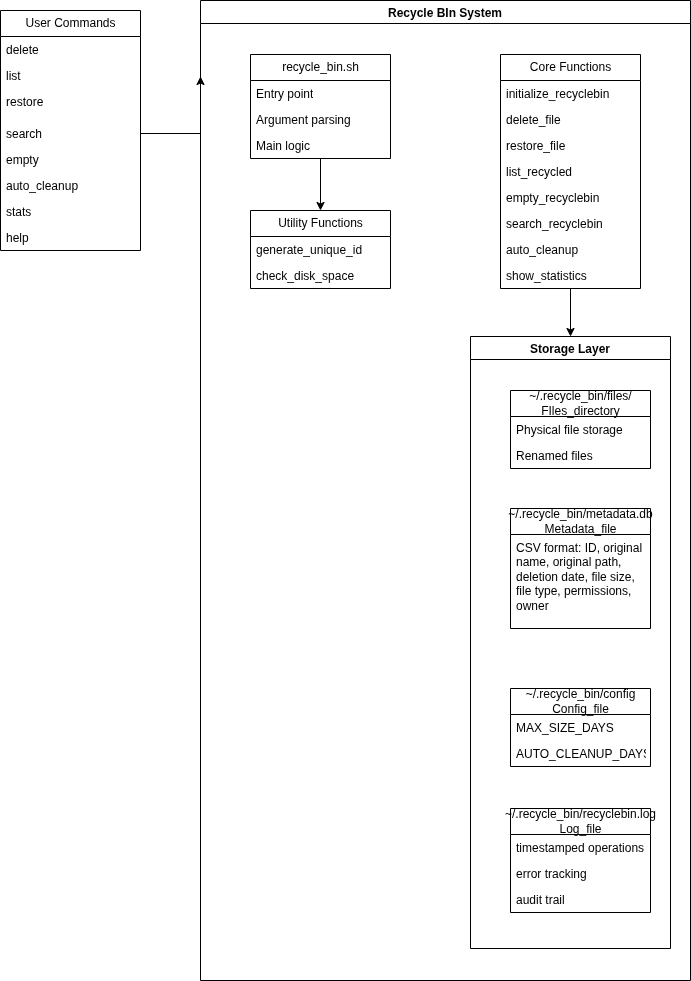 User Commands
delete
list
restore
search
empty
auto_cleanup
stats
help
Recycle BIn System
recycle_bin.sh
Entry point
Argument parsing
Main logic
Utility Functions
generate_unique_id
check_disk_space
Core Functions
initialize_recyclebin
delete_file
restore_file
list_recycled
empty_recyclebin
search_recyclebin
auto_cleanup
show_statistics
Storage Layer
~/.recycle_bin/files/
FIles_directory
Physical file storage
Renamed files
~/.recycle_bin/metadata.db
Metadata_file
CSV format: ID, original
name, original path,
deletion date, file size,
file type, permissions,
owner
~/.recycle_bin/config
Config_file
MAX_SIZE_DAYS
AUTO_CLEANUP_DAYS
~/.recycle_bin/recyclebin.log
Log_file
timestamped operations
error tracking
audit trail